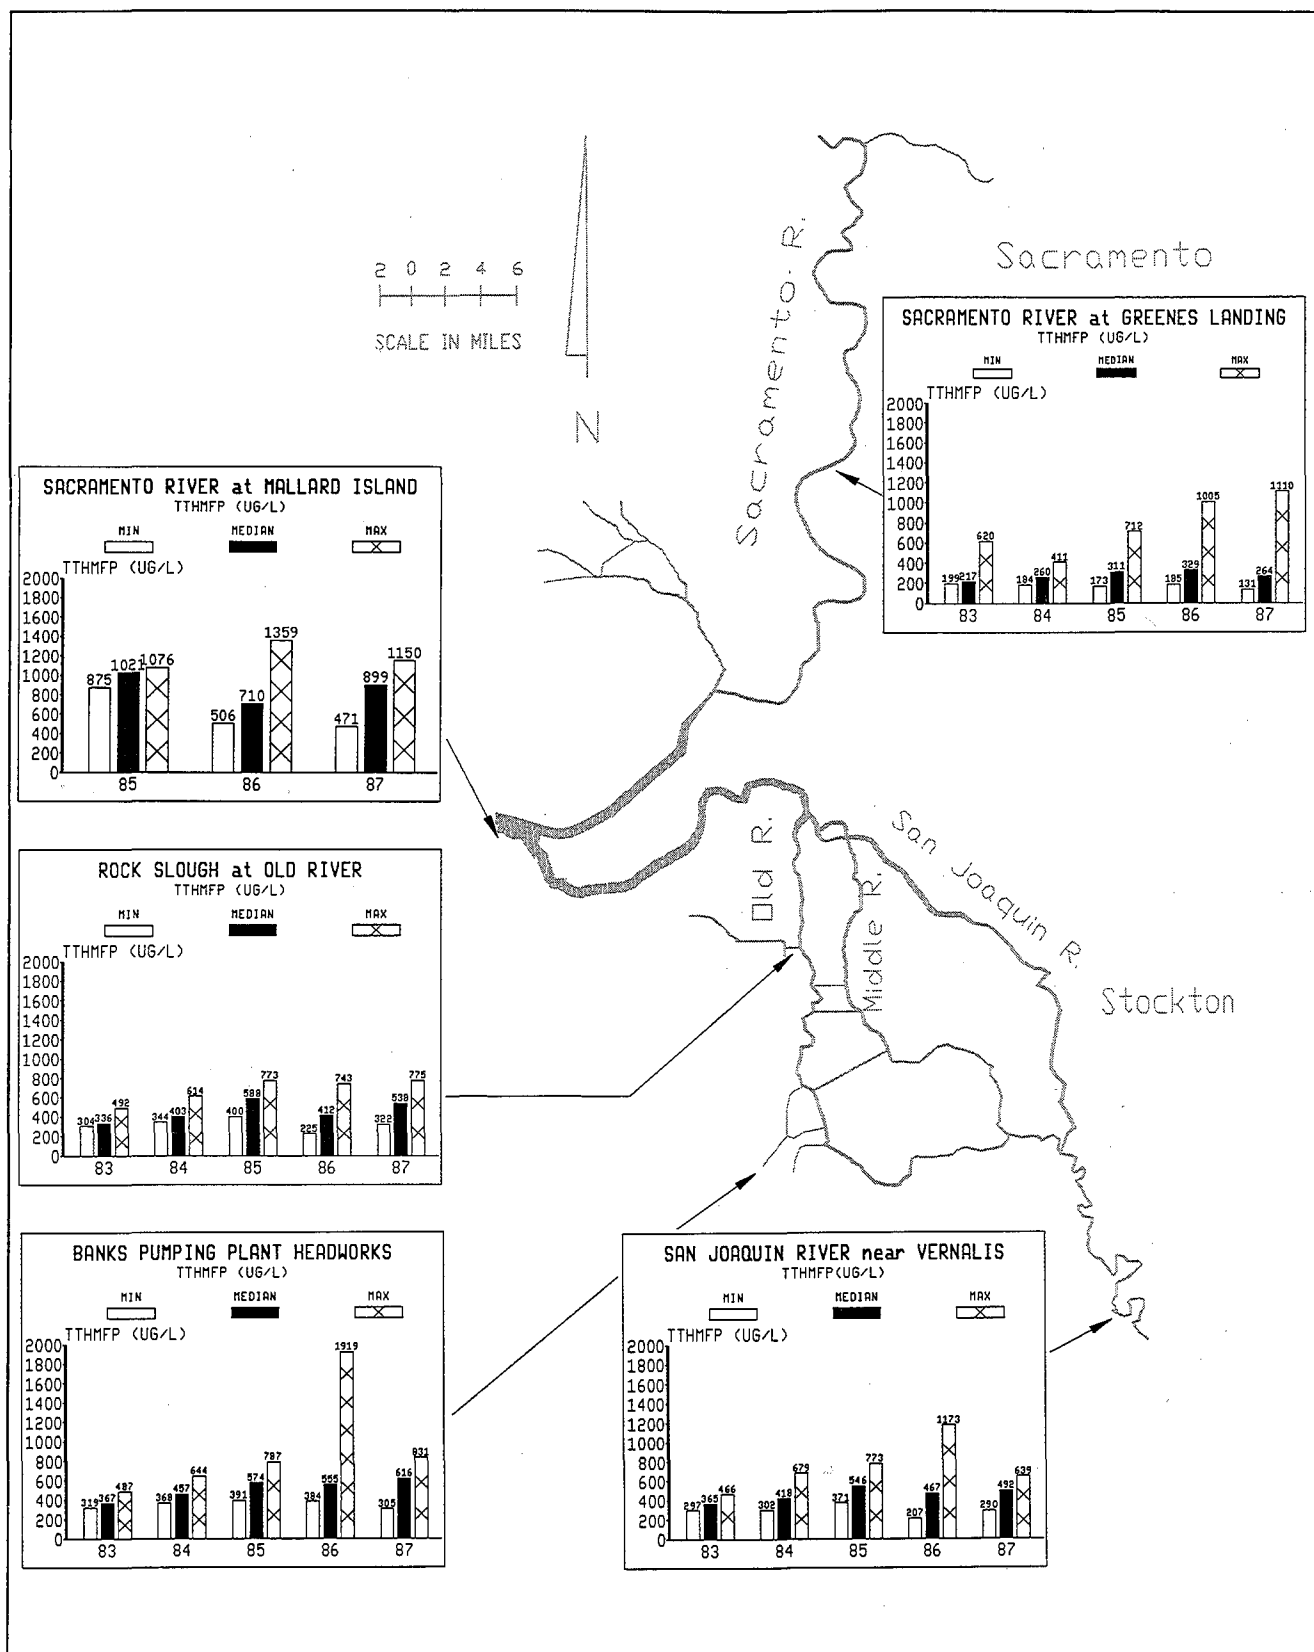 Sacramento R.
Sacramento
2 0 2 4 6
SCALE IN MILES
N
SACRAMENTO RIVER at GREENES LANDING
TTHMFP (UG/L)
MIN MEDIAN MAX
TTHMFP (UG/L)
2000
1800
1600
1400
1200
1000
800
600
400
200
0
199 217 620
184 260 411
173 311 712
185 329 1005
131 264 1110
83 84 85 86 87
SACRAMENTO RIVER at MALLARD ISLAND
TTHMFP (UG/L)
MIN MEDIAN MAX
TTHMFP (UG/L)
2000
1800
1600
1400
1200
1000
800
600
400
200
0
875 1021 1076
506 710 1359
471 899 1150
85 86 87
Old R.
Middle R.
San Joaquin R.
Stockton
ROCK SLOUGH at OLD RIVER
TTHMFP (UG/L)
MIN MEDIAN MAX
TTHMFP (UG/L)
2000
1800
1600
1400
1200
1000
800
600
400
200
0
304 336 492
344 403 614
400 588 773
225 412 743
322 538 775
83 84 85 86 87
BANKS PUMPING PLANT HEADWORKS
TTHMFP (UG/L)
MIN MEDIAN MAX
TTHMFP (UG/L)
2000
1800
1600
1400
1200
1000
800
600
400
200
0
319 367 487
368 457 644
391 574 787
384 555 1919
305 616 831
83 84 85 86 87
SAN JOAQUIN RIVER near VERNALIS
TTHMFP(UG/L)
MIN MEDIAN MAX
TTHMFP (UG/L)
2000
1800
1600
1400
1200
1000
800
600
400
200
0
297 365 466
302 418 679
371 546 773
207 467 1173
290 492 639
83 84 85 86 87